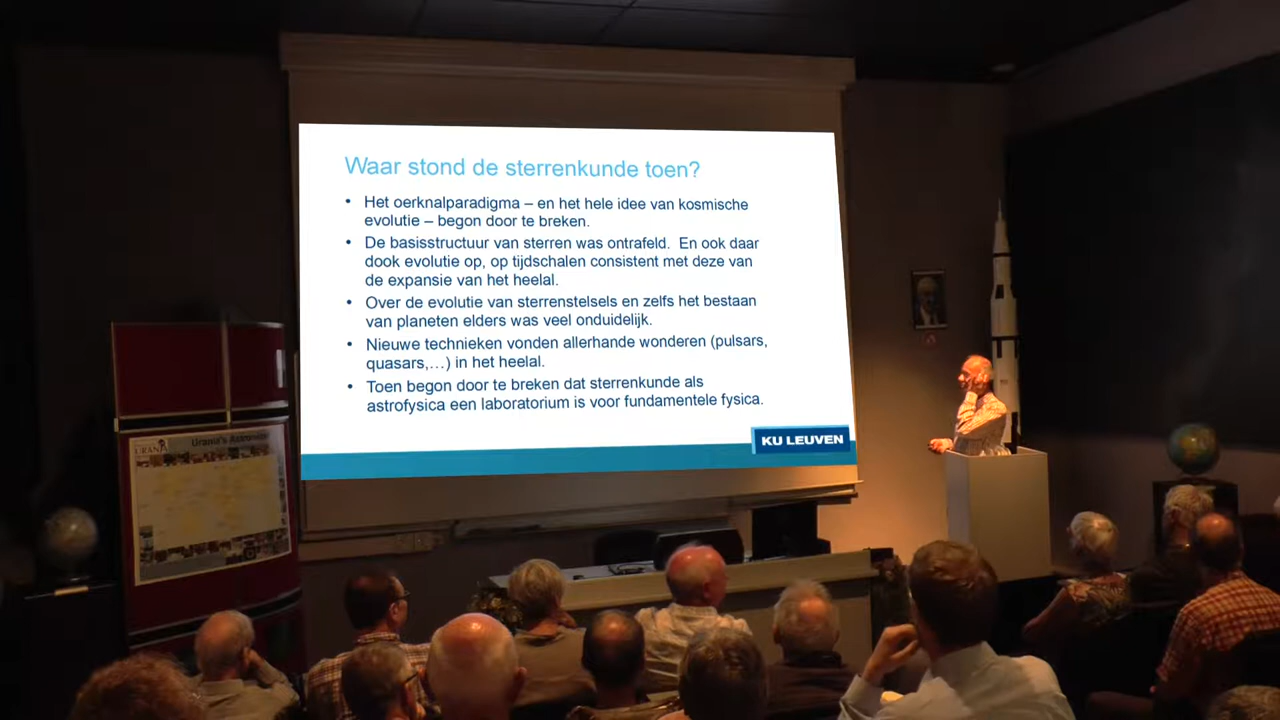 Waar stond de sterrenkunde toen?
• Het oerknalparadigma – en het hele idee van kosmische
evolutie – begon door te breken.
• De basisstructuur van sterren was ontrafeld. En ook daar
dook evolutie op, op tijdschalen consistent met deze van
de expansie van het heelal.
• Over de evolutie van sterrenstelsels en zelfs het bestaan
van planeten elders was veel onduidelijk.
• Nieuwe technieken vonden allerhande wonderen (pulsars,
quasars,…) in het heelal.
• Toen begon door te breken dat sterrenkunde als
astrofysica een laboratorium is voor fundamentele fysica.
KU LEUVEN
URANIA
Urania's